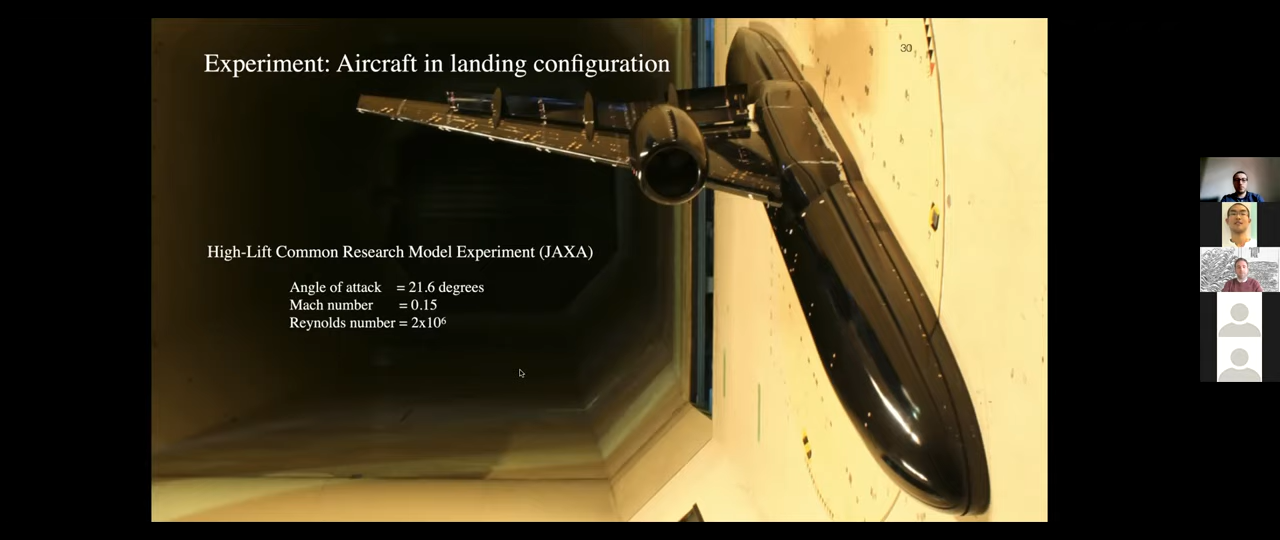 Experiment: Aircraft in landing configuration
30
High-Lift Common Research Model Experiment (JAXA)
Angle of attack = 21.6 degrees
Mach number = 0.15
Reynolds number = 2x10⁶